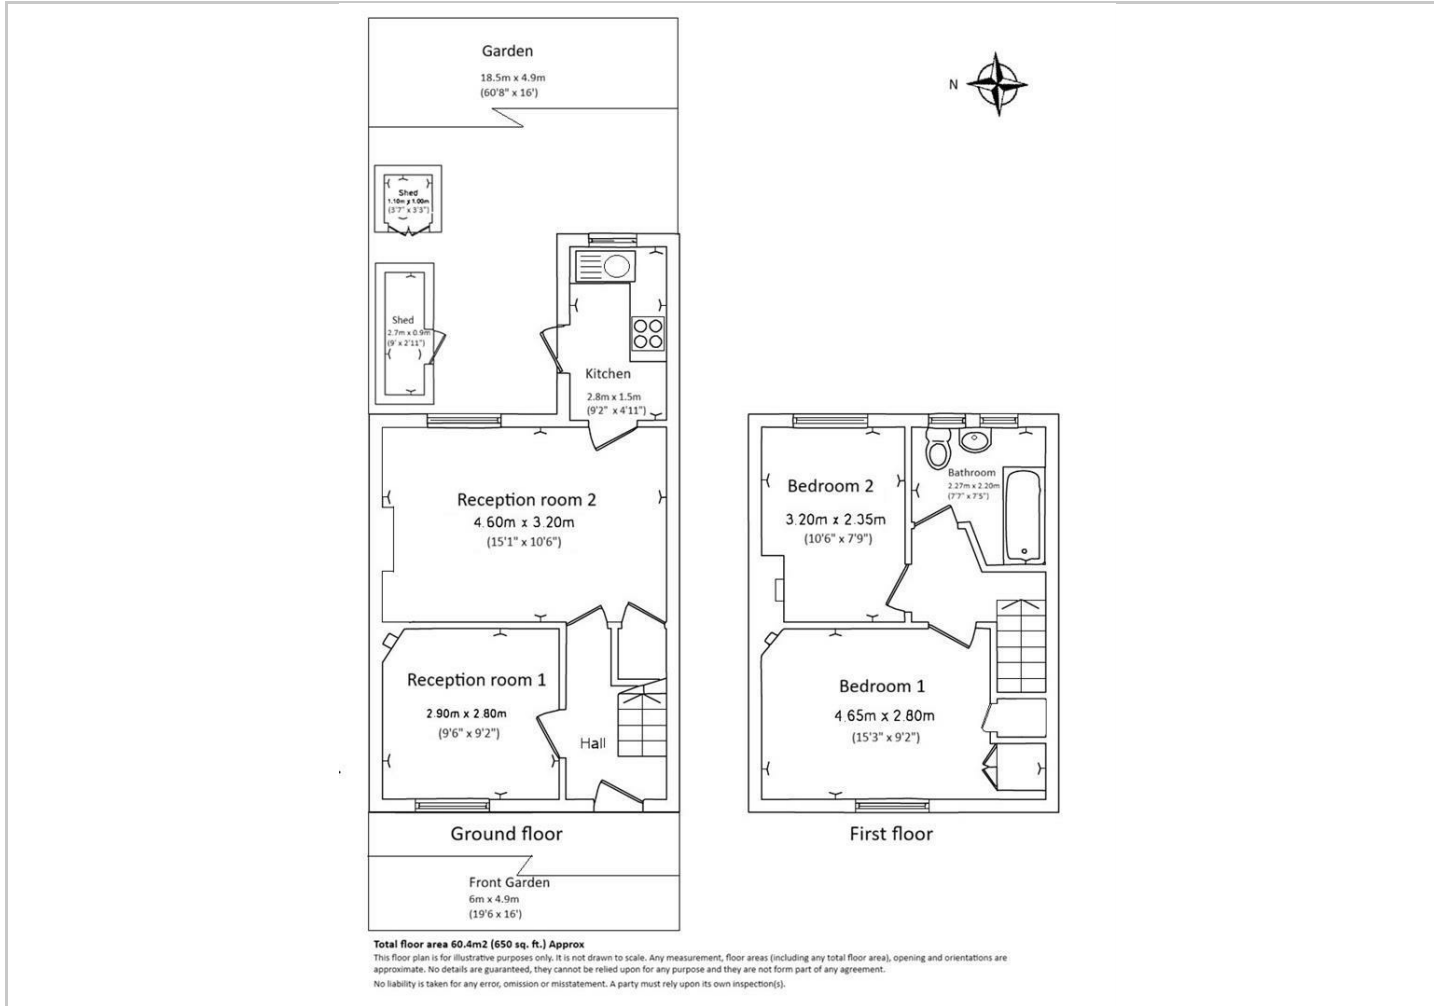 Garden
18.5m x 4.9m
(60'8" x 16')
N
Shed
1.10m x 1.00m
(3'7" x 3'3")
Shed
2.7m x 0.9m
(9' x 2'11")
Kitchen
2.8m x 1.5m
(9'2" x 4'11")
Reception room 2
4.60m x 3.20m
(15'1" x 10'6")
Reception room 1
2.90m x 2.80m
(9'6" x 9'2")
Hall
Ground floor
Front Garden
6m x 4.9m
(19'6 x 16')
Bedroom 2
3.20m x 2.35m
(10'6" x 7'9")
Bathroom
2.27m x 2.20m
(7'7" x 7'5")
Bedroom 1
4.65m x 2.80m
(15'3" x 9'2")
First floor
Total floor area 60.4m2 (650 sq. ft.) Approx
This floor plan is for illustrative purposes only. It is not drawn to scale. Any measurement, floor areas (including any total floor area), opening and orientations are
approximate. No details are guaranteed, they cannot be relied upon for any purpose and they are not form part of any agreement.
No liability is taken for any error, omission or misstatement. A party must rely upon its own inspection(s).